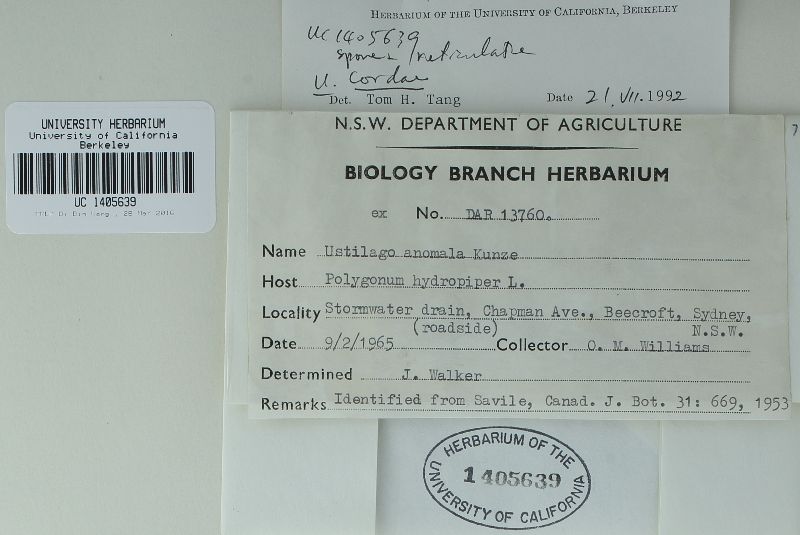 HERBARIUM OF THE UNIVERSITY OF CALIFORNIA, BERKELEY
UC 1405639
spores reticulate
U. Cordae
Det. Tom H. Tang Date 21.VII.1992
UNIVERSITY HERBARIUM
University of California
Berkeley
UC 1405639
N.S.W. DEPARTMENT OF AGRICULTURE
BIOLOGY BRANCH HERBARIUM
ex No. DAR 13760.
Name Ustilago anomala Kunze
Host Polygonum hydropiper L.
Locality Stormwater drain, Chapman Ave., Beecroft, Sydney,
(roadside) N.S.W.
Date 9/2/1965 Collector O. M. Williams
Determined J. Walker
Remarks Identified from Savile, Canad. J. Bot. 31: 669, 1953
HERBARIUM OF THE
1405639
UNIVERSITY OF CALIFORNIA